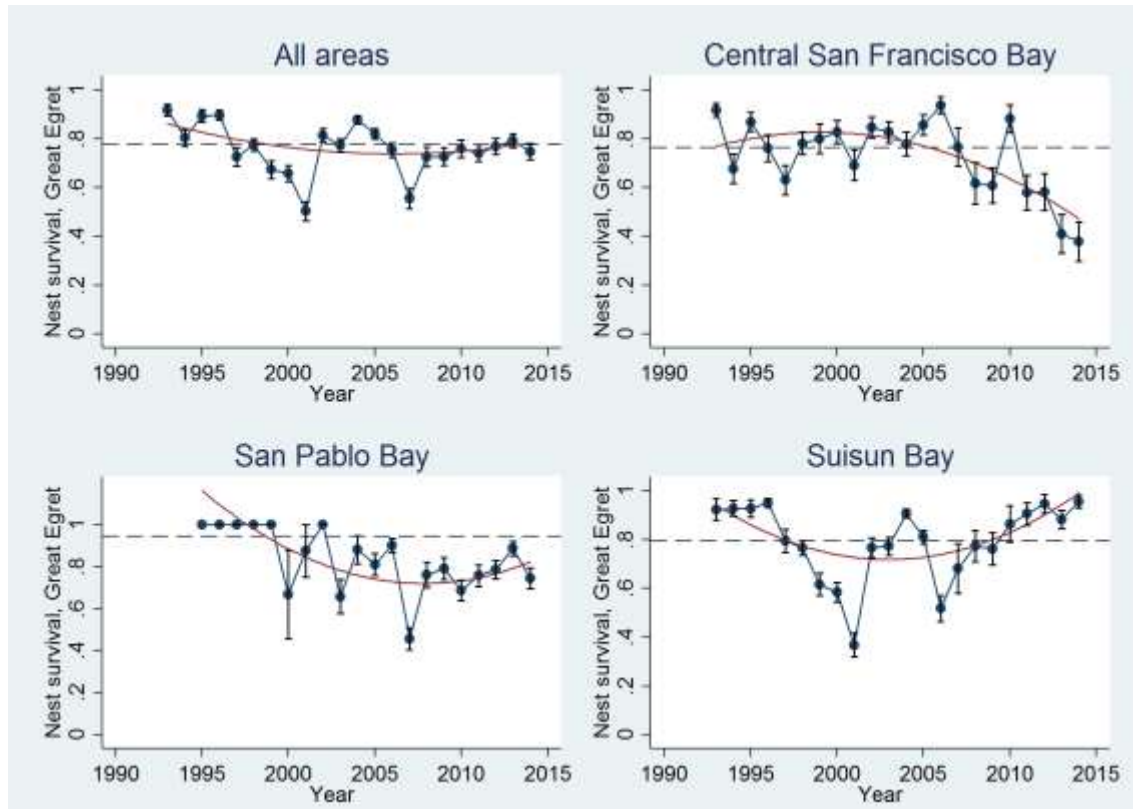 All areas
Nest survival, Great Egret
1
.8
.6
.4
.2
0
1990 1995 2000 2005 2010 2015
Year
Central San Francisco Bay
Nest survival, Great Egret
1
.8
.6
.4
.2
0
1990 1995 2000 2005 2010 2015
Year
San Pablo Bay
Nest survival, Great Egret
1
.8
.6
.4
.2
0
1990 1995 2000 2005 2010 2015
Year
Suisun Bay
Nest survival, Great Egret
1
.8
.6
.4
.2
0
1990 1995 2000 2005 2010 2015
Year